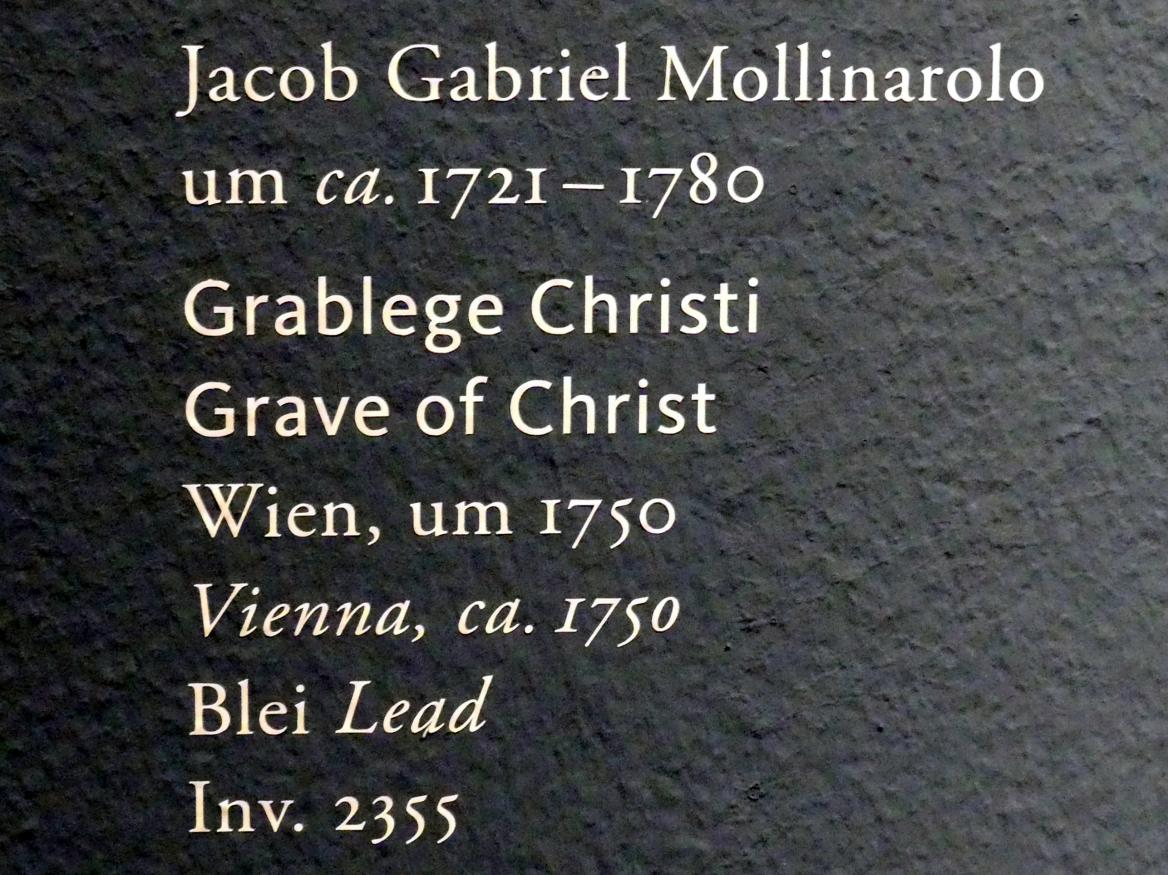 Jacob Gabriel Mollinarolo
um ca. 1721 – 1780
Grablege Christi
Grave of Christ
Wien, um 1750
Vienna, ca. 1750
Blei Lead
Inv. 2355